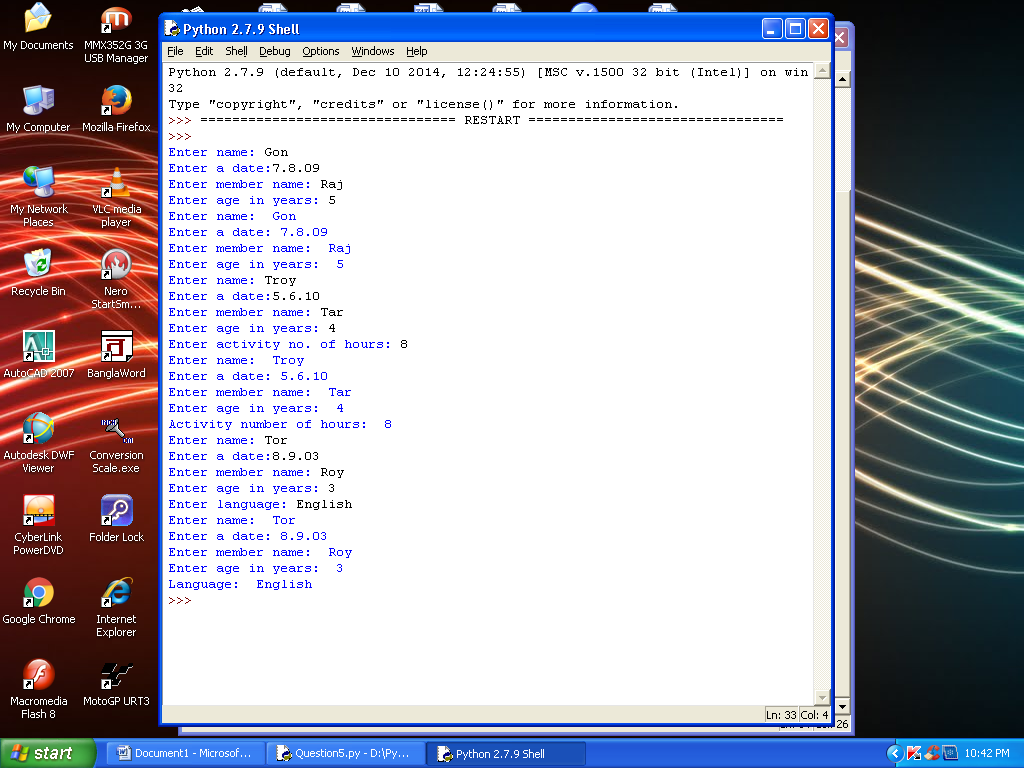 My Documents
MMX352G 3G
USB Manager
My Computer
Mozilla Firefox
My Network
Places
VLC media
player
Recycle Bin
Nero
StartSm...
AutoCAD 2007
BanglaWord
Autodesk DWF
Viewer
Conversion
Scale.exe
CyberLink
PowerDVD
Folder Lock
Google Chrome
Internet
Explorer
Macromedia
Flash 8
MotoGP URT3
Python 2.7.9 Shell
File Edit Shell Debug Options Windows Help
Python 2.7.9 (default, Dec 10 2014, 12:24:55) [MSC v.1500 32 bit (Intel)] on win
32
Type "copyright", "credits" or "license()" for more information.
>>> ================================ RESTART ================================
>>>
Enter name: Gon
Enter a date:7.8.09
Enter member name: Raj
Enter age in years: 5
Enter name:  Gon
Enter a date: 7.8.09
Enter member name:  Raj
Enter age in years:  5
Enter name: Troy
Enter a date:5.6.10
Enter member name: Tar
Enter age in years: 4
Enter activity no. of hours: 8
Enter name:  Troy
Enter a date: 5.6.10
Enter member name:  Tar
Enter age in years:  4
Activity number of hours:  8
Enter name: Tor
Enter a date:8.9.03
Enter member name: Roy
Enter age in years: 3
Enter language: English
Enter name:  Tor
Enter a date: 8.9.03
Enter member name:  Roy
Enter age in years:  3
Language:  English
>>>
Ln: 33 Col: 4
26
start
Document1 - Microsof...
Question5.py - D:\Py...
Python 2.7.9 Shell
10:42 PM